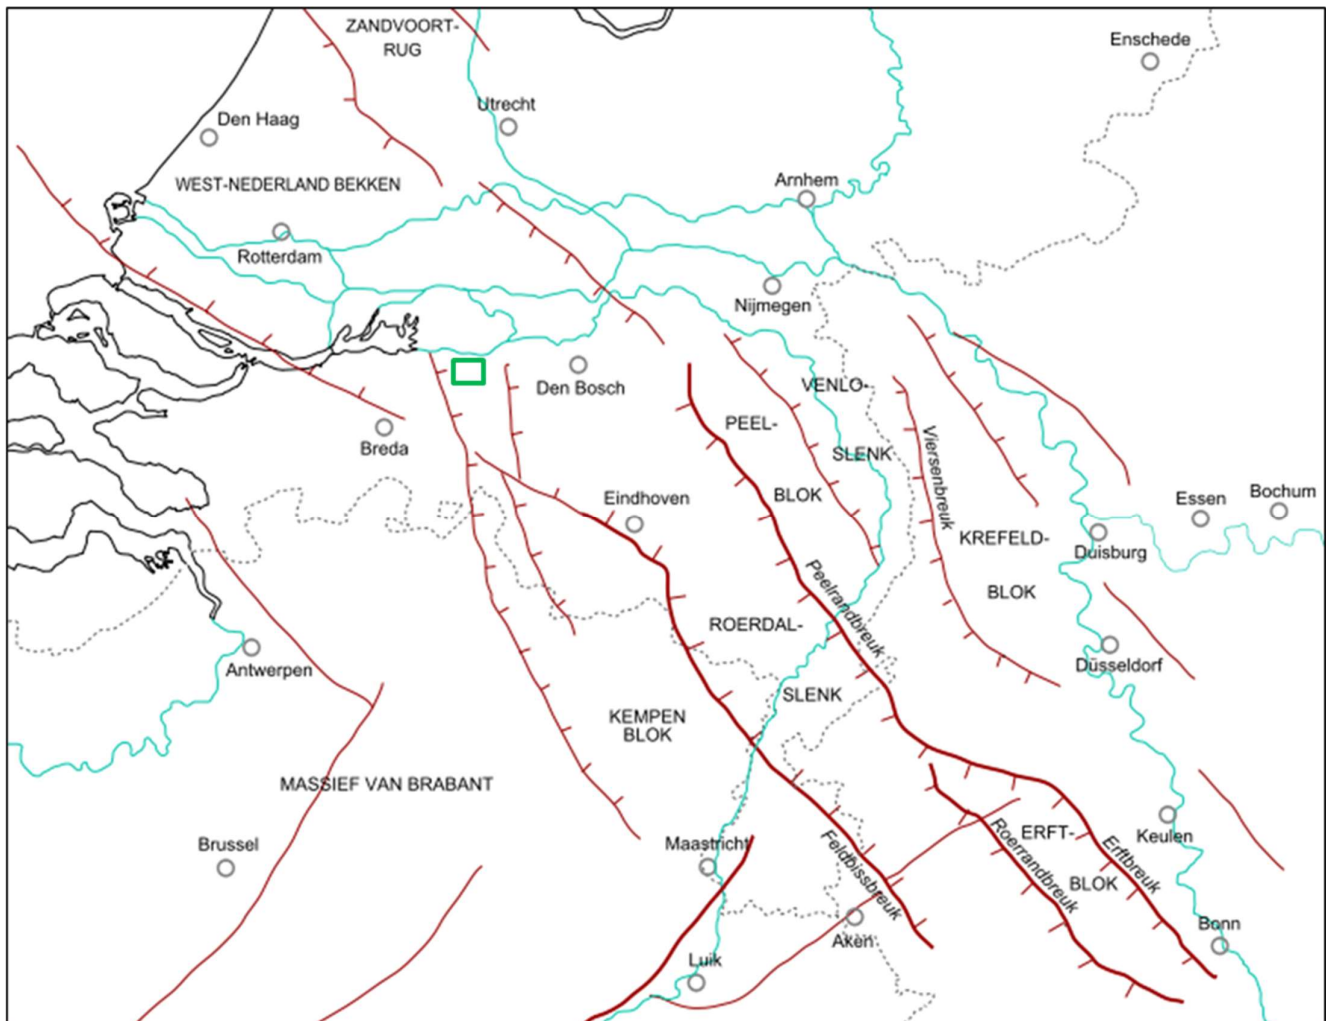 ZANDVOORT-
RUG
Enschede
Utrecht
Den Haag
WEST-NEDERLAND BEKKEN
Arnhem
Rotterdam
Nijmegen
Den Bosch
VENLO-
SLENK
PEEL-
BLOK
Breda
Viersenbreuk
Eindhoven
Essen
Bochum
KREFELD-
BLOK
Duisburg
Peelrandbreuk
ROERDAL-
SLENK
Antwerpen
Düsseldorf
KEMPEN
BLOK
MASSIEF VAN BRABANT
Brussel
Maastricht
Feldbissbreuk
Roerrandbreuk
ERFT-
BLOK
Erftbreuk
Keulen
Aken
Bonn
Luik